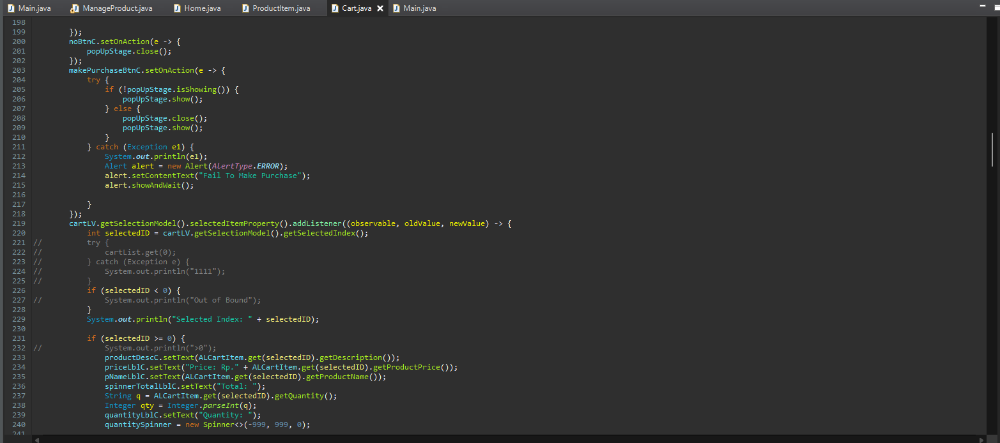 Main.java ManageProduct.java Home.java ProductItem.java Cart.java Main.java
198
199 });
200 noBtnC.setOnAction(e -> {
201 popUpStage.close();
202 });
203 makePurchaseBtnC.setOnAction(e -> {
204 try {
205 if (!popUpStage.isShowing()) {
206 popUpStage.show();
207 } else {
208 popUpStage.close();
209 popUpStage.show();
210 }
211 } catch (Exception e1) {
212 System.out.println(e1);
213 Alert alert = new Alert(AlertType.ERROR);
214 alert.setContentText("Fail To Make Purchase");
215 alert.showAndWait();
216
217 }
218 });
219 cartLV.getSelectionModel().selectedItemProperty().addListener((observable, oldValue, newValue) -> {
220 int selectedID = cartLV.getSelectionModel().getSelectedIndex();
221 // try {
222 // cartList.get(0);
223 // } catch (Exception e) {
224 // System.out.println("1111");
225 // }
226 if (selectedID < 0) {
227 // System.out.println("Out of Bound");
228 }
229 System.out.println("Selected Index: " + selectedID);
230
231 if (selectedID >= 0) {
232 // System.out.println(">0");
233 productDescC.setText(ALCartItem.get(selectedID).getDescription());
234 priceLblC.setText("Price: Rp." + ALCartItem.get(selectedID).getProductPrice());
235 pNameLblC.setText(ALCartItem.get(selectedID).getProductName());
236 spinnerTotalLblC.setText("Total: ");
237 String q = ALCartItem.get(selectedID).getQuantity();
238 Integer qty = Integer.parseInt(q);
239 quantityLblC.setText("Quantity: ");
240 quantitySpinner = new Spinner<>(-999, 999, 0);
241